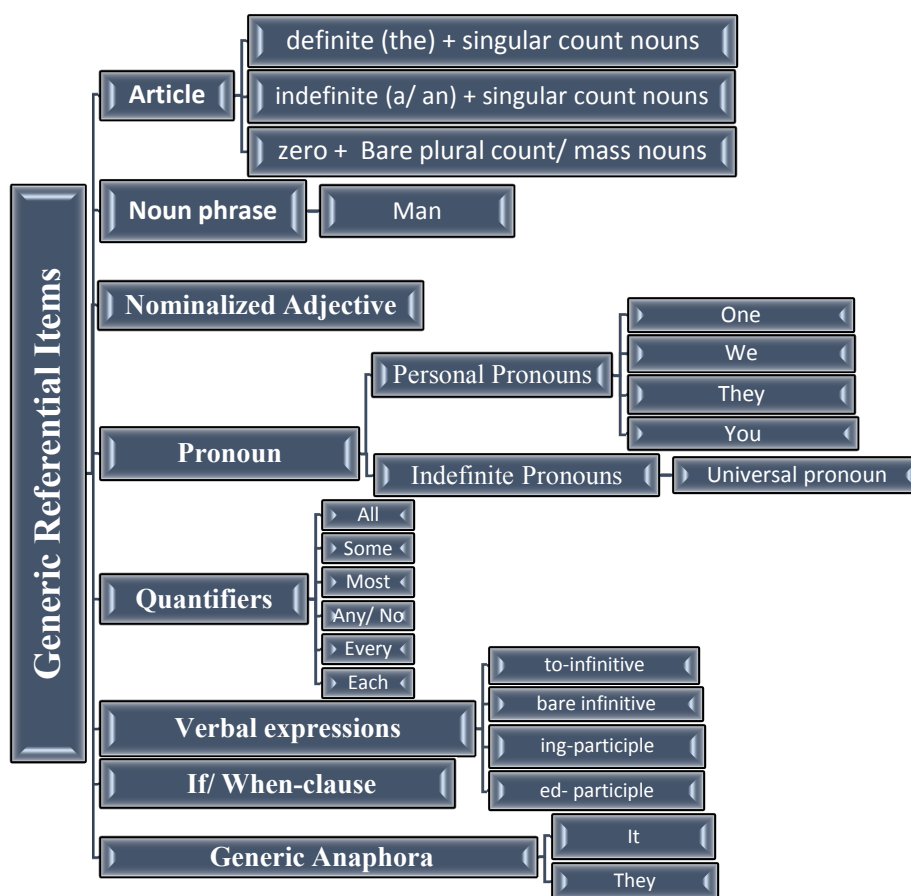 Generic Referential Items
Article
definite (the) + singular count nouns
indefinite (a/ an) + singular count nouns
zero + Bare plural count/ mass nouns
Noun phrase
Man
Nominalized Adjective
Pronoun
Personal Pronouns
One
We
They
You
Indefinite Pronouns
Universal pronoun
Quantifiers
All
Some
Most
Any/ No
Every
Each
Verbal expressions
to-infinitive
bare infinitive
ing-participle
ed- participle
If/ When-clause
Generic Anaphora
It
They